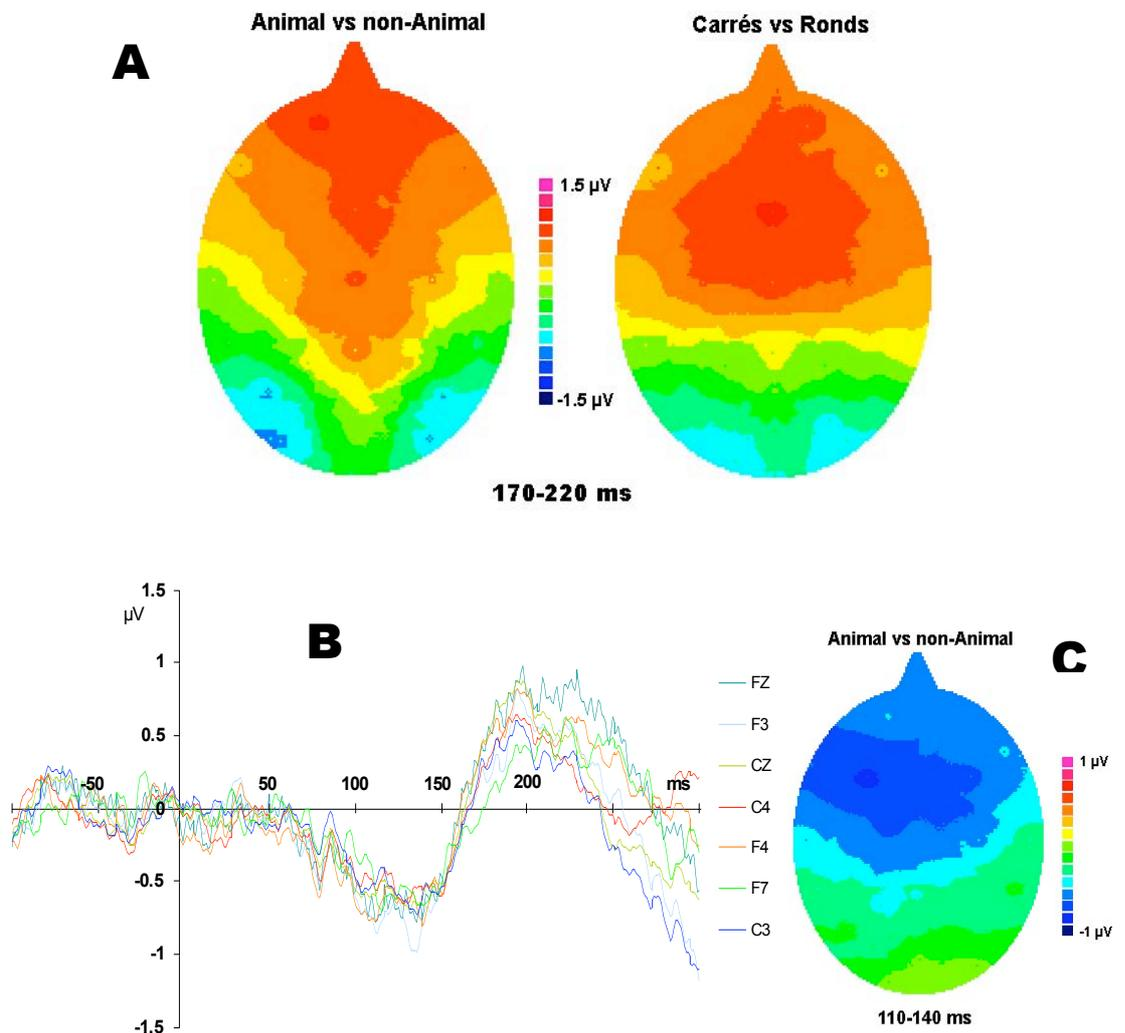 Animal vs non-Animal
Carrés vs Ronds
A
1.5 µV
-1.5 µV
170-220 ms
1.5
µV
B
1
0.5
-50
0
50
100
150
200
ms
-0.5
-1
-1.5
FZ
F3
CZ
C4
F4
F7
C3
Animal vs non-Animal
C
1 µV
-1 µV
110-140 ms